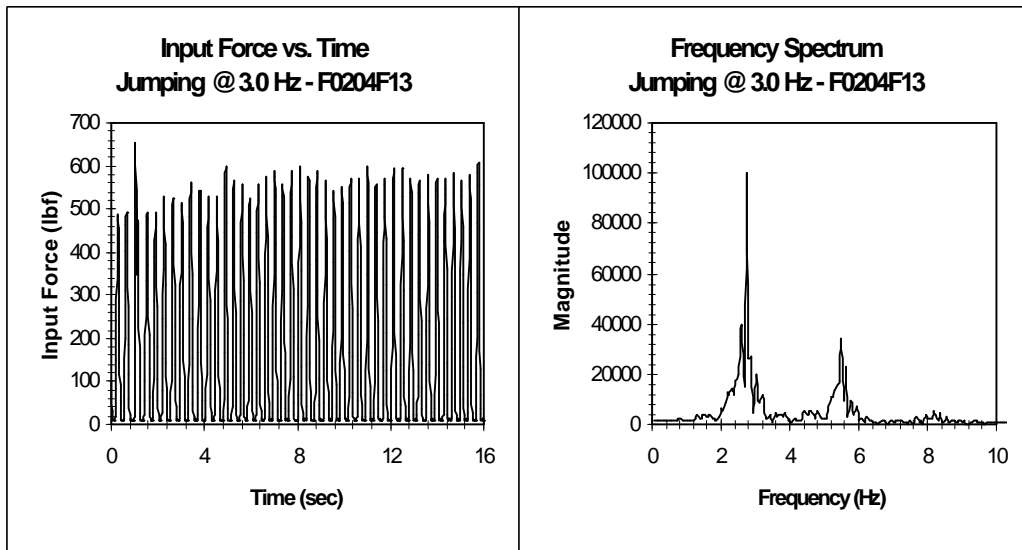 Input Force vs. Time
Jumping @ 3.0 Hz - F0204F13
700
600
500
400
300
200
100
0
Input Force (lbf)
0 4 8 12 16
Time (sec)
Frequency Spectrum
Jumping @ 3.0 Hz - F0204F13
120000
100000
80000
60000
40000
20000
0
Magnitude
0 2 4 6 8 10
Frequency (Hz)